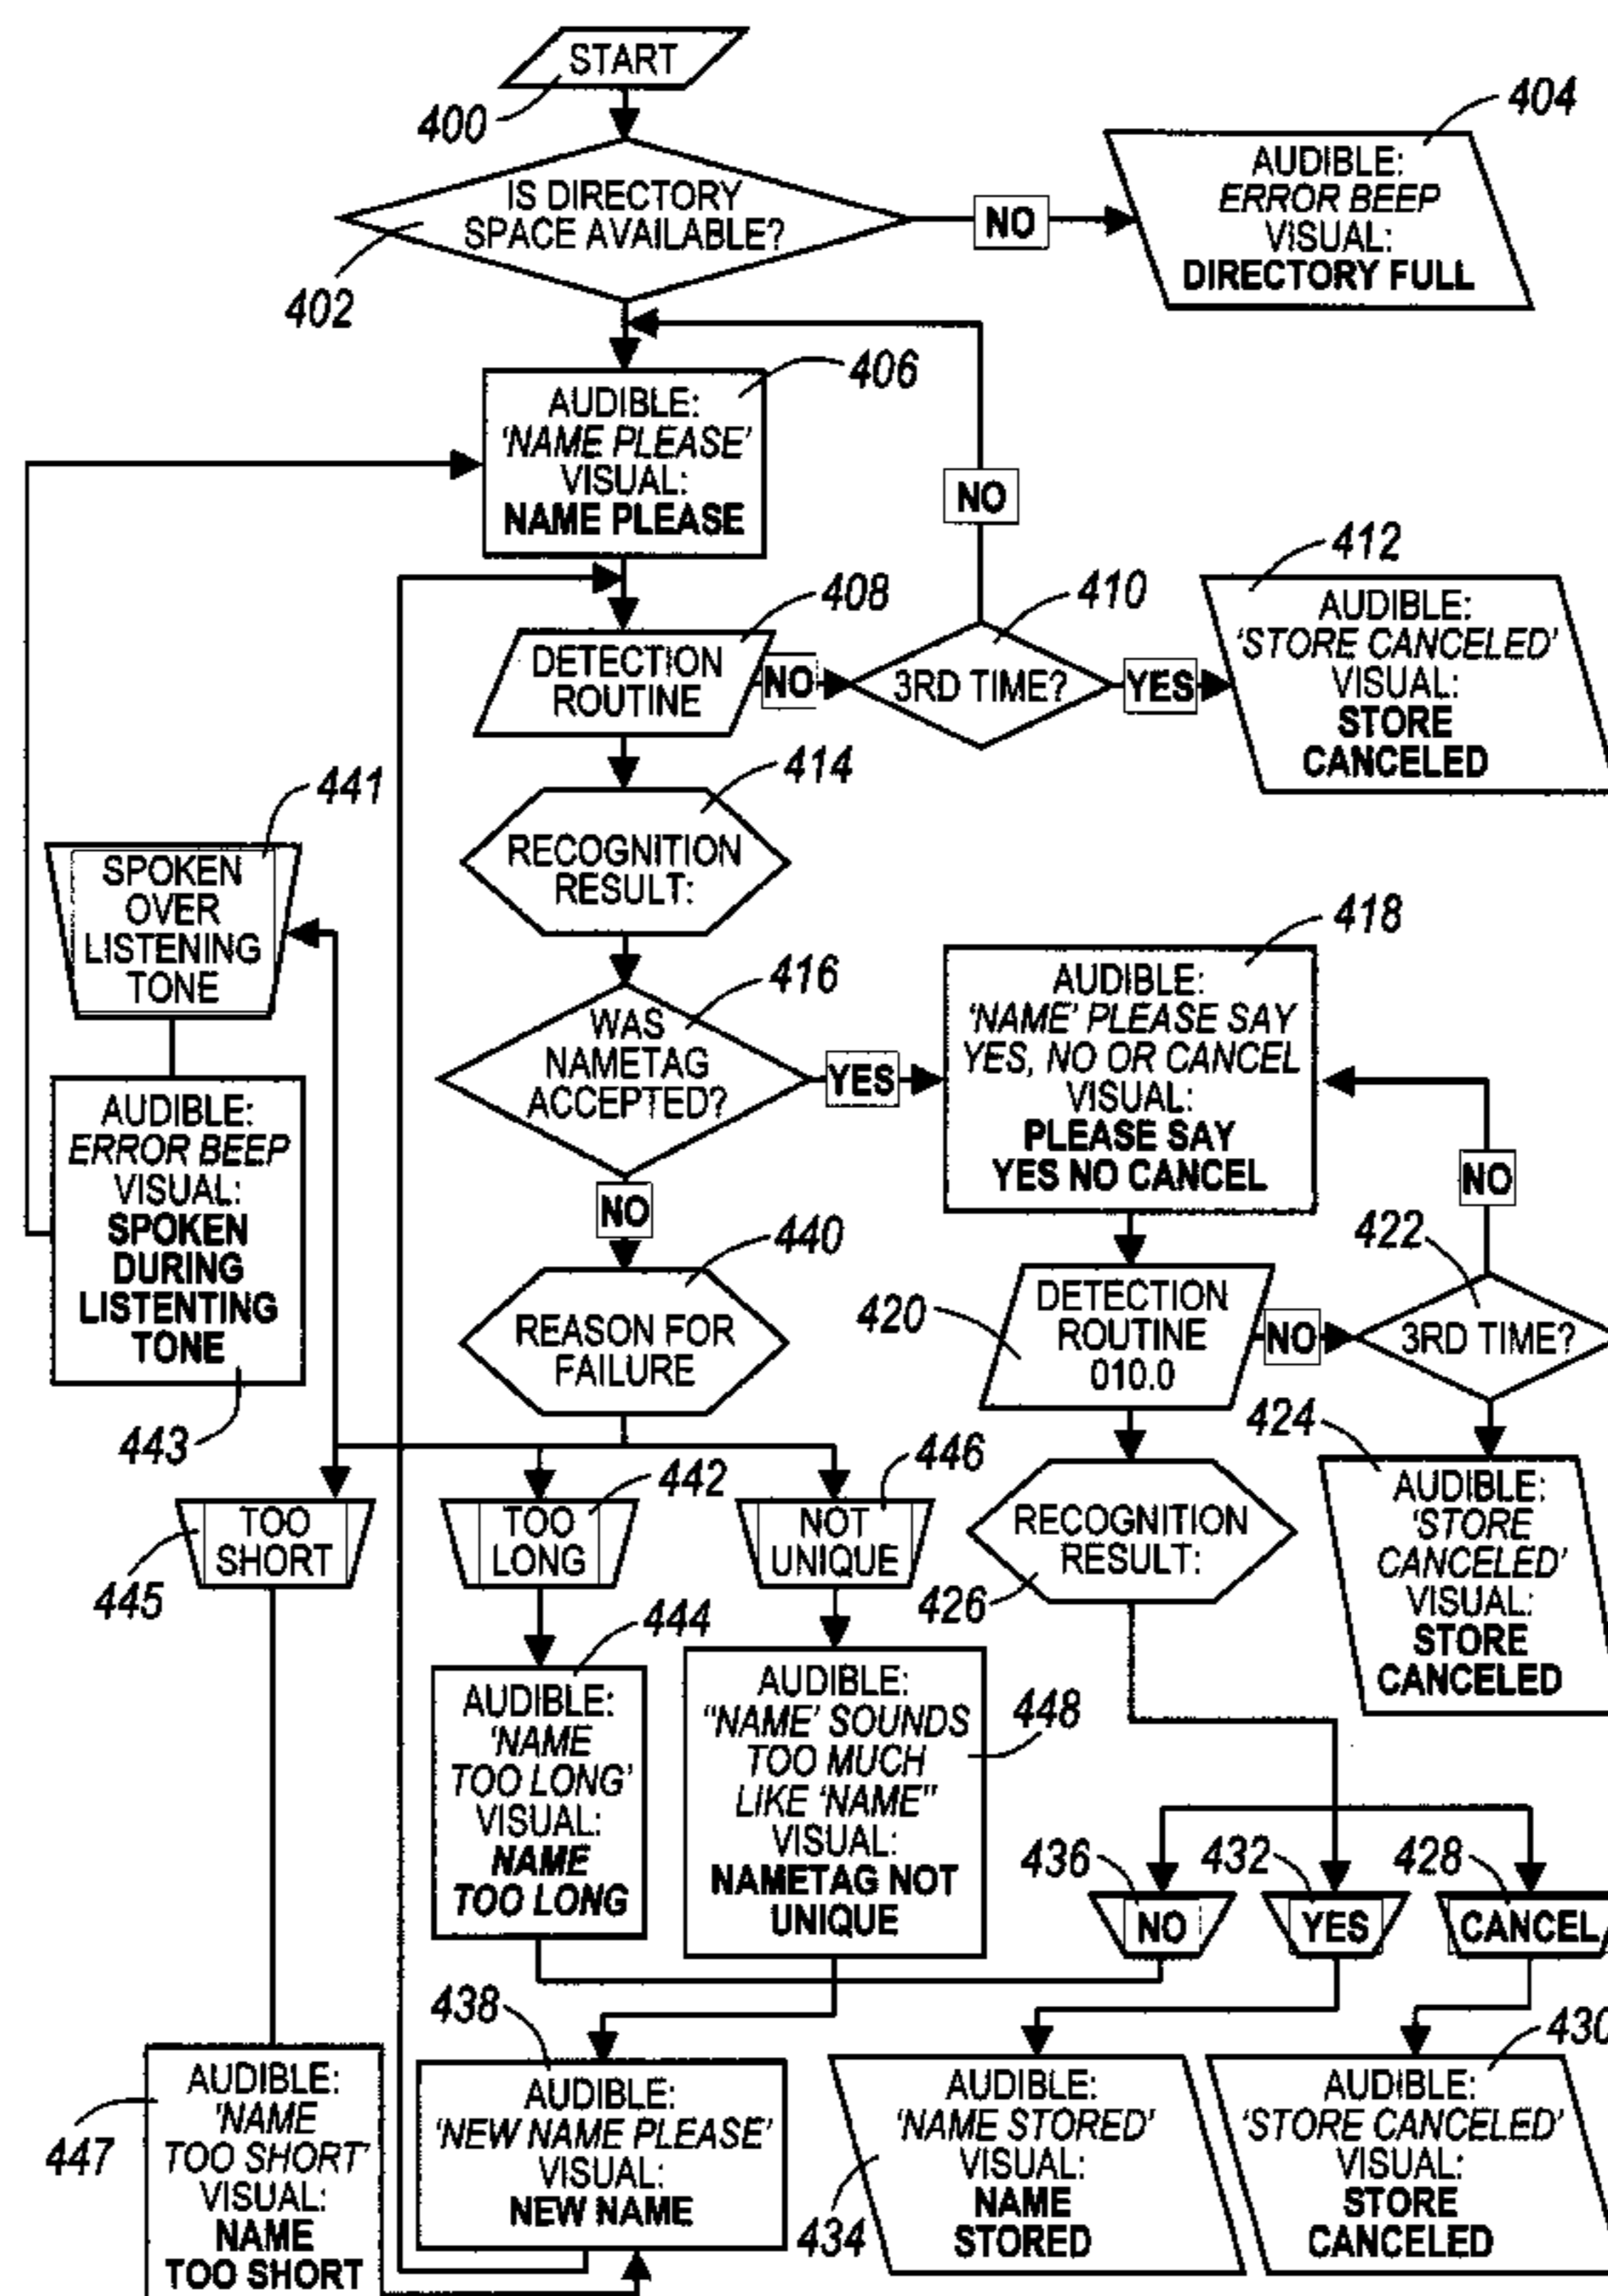 START
400
404
AUDIBLE:
ERROR BEEP
VISUAL:
DIRECTORY FULL
IS DIRECTORY
SPACE AVAILABLE?
NO
402
406
AUDIBLE:
'NAME PLEASE'
VISUAL:
NAME PLEASE
NO
412
AUDIBLE:
'STORE CANCELED'
VISUAL:
STORE
CANCELED
408
410
DETECTION
ROUTINE
NO
3RD TIME?
YES
414
441
RECOGNITION
RESULT:
SPOKEN
OVER
LISTENING
TONE
418
416
WAS
NAMETAG
ACCEPTED?
YES
AUDIBLE:
'NAME' PLEASE SAY
YES, NO OR CANCEL
VISUAL:
PLEASE SAY
YES NO CANCEL
AUDIBLE:
ERROR BEEP
VISUAL:
SPOKEN
DURING
LISTENTING
TONE
443
NO
NO
440
422
REASON FOR
FAILURE
420
DETECTION
ROUTINE
010.0
NO
3RD TIME?
424
AUDIBLE:
'STORE
CANCELED'
VISUAL:
STORE
CANCELED
446
442
TOO
SHORT
445
TOO
LONG
NOT
UNIQUE
RECOGNITION
RESULT:
426
444
AUDIBLE:
'NAME
TOO LONG'
VISUAL:
NAME
TOO LONG
AUDIBLE:
"NAME' SOUNDS
TOO MUCH
LIKE 'NAME"
VISUAL:
NAMETAG NOT
UNIQUE
448
436
432
428
NO
YES
CANCEL
438
430
AUDIBLE:
'NAME
TOO SHORT'
VISUAL:
NAME
TOO SHORT
447
AUDIBLE:
'NEW NAME PLEASE'
VISUAL:
NEW NAME
AUDIBLE:
'NAME STORED'
VISUAL:
NAME
STORED
434
AUDIBLE:
'STORE CANCELED'
VISUAL:
STORE
CANCELED